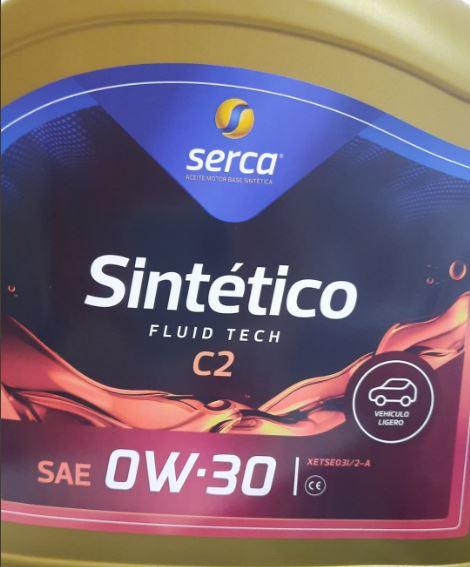 serca®
ACEITE MOTOR BASE SINTÉTICA
Sintético
FLUID TECH
C2
VEHÍCULO
LIGERO
SAE 0W-30
XETSE03I/2-A
CE